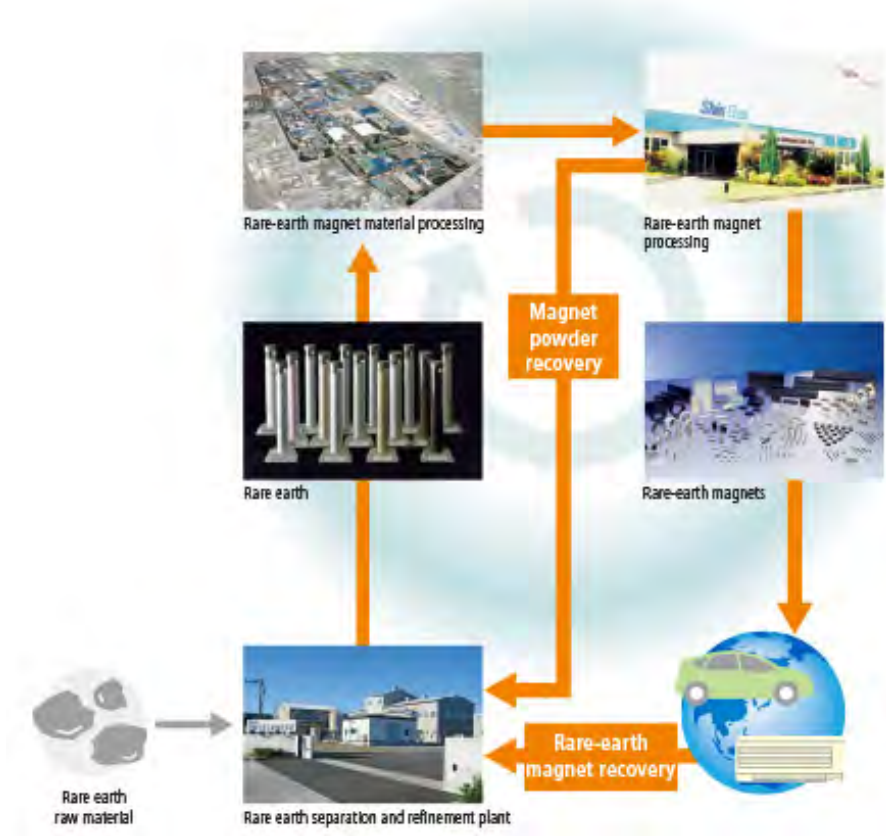 Rare-earth magnet material processing
Rare-earth magnet
processing
Magnet
powder
recovery
Rare earth
Rare-earth magnets
Rare-earth
magnet recovery
Rare earth
raw material
Rare earth separation and refinement plant